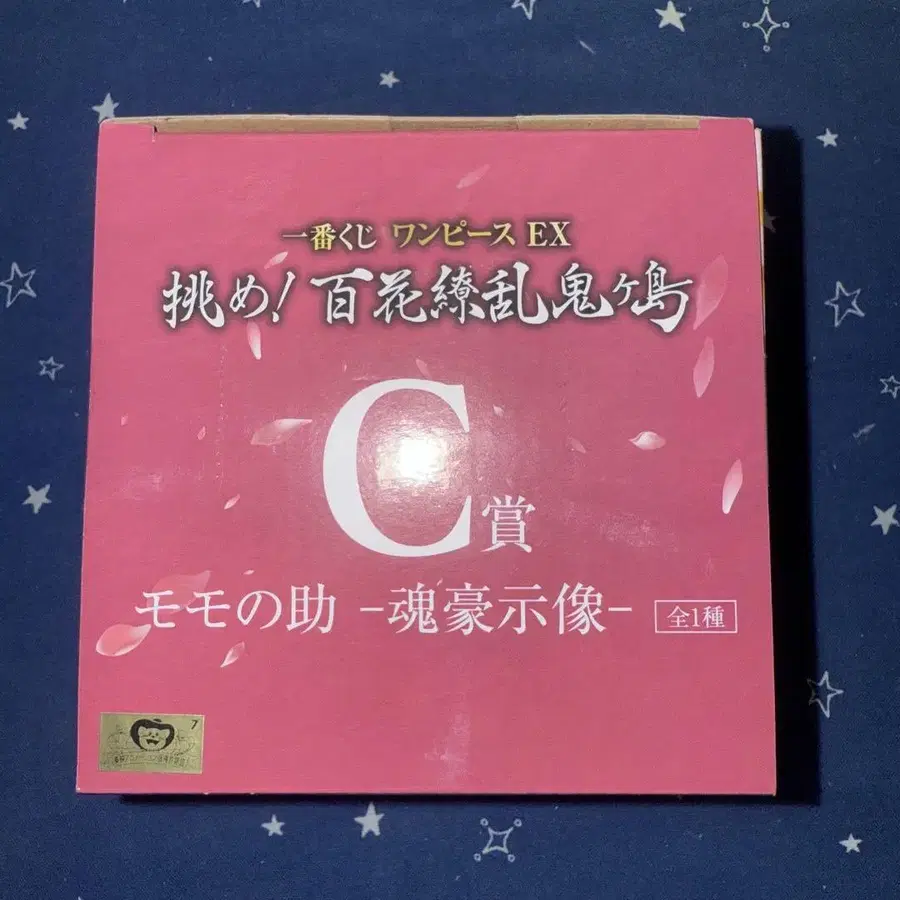 一番くじ ワンピース EX
挑め！百花繚乱鬼ヶ島
C賞
モモの助 -魂豪示像- 全1種
7